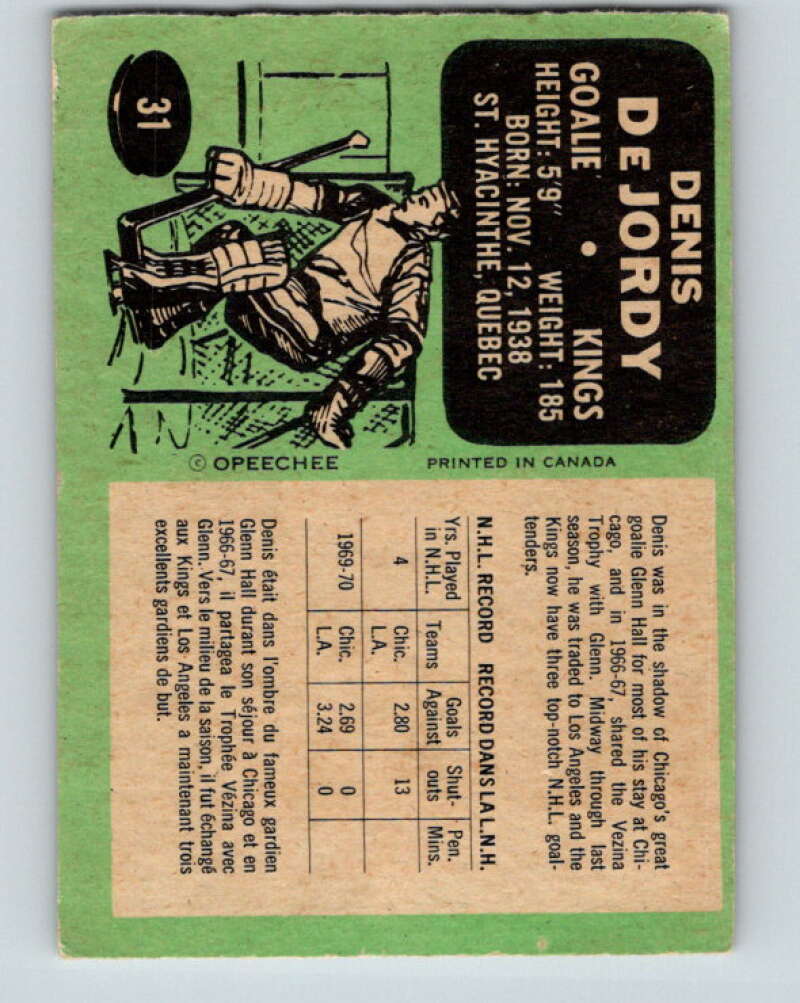 31
DENIS
DeJORDY
GOALIE • KINGS
HEIGHT: 5'9" WEIGHT: 185
BORN: NOV. 12, 1938
ST. HYACINTHE, QUEBEC
© OPEECHEE PRINTED IN CANADA
Denis was in the shadow of Chicago's great
goalie Glenn Hall for most of his stay at Chi-
cago, and in 1966-67, shared the Vezina
Trophy with Glenn. Midway through last
season, he was traded to Los Angeles and the
Kings now have three top-notch N.H.L. goal-
tenders.
N.H.L. RECORD RECORD DANS LA L.N.H.
Yrs. Played Teams Goals Shut- Pen.
in N.H.L. Against outs Mins.
4 Chic. 2.80 13
L.A.
1969-70 Chic. 2.69 0
L.A. 3.24 0
Denis était dans l'ombre du fameux gardien
Glenn Hall durant son séjour à Chicago et en
1966-67, il partagea le Trophée Vézina avec
Glenn. Vers le milieu de la saison, il fut échangé
aux Kings et Los Angeles a maintenant trois
excellents gardiens de but.